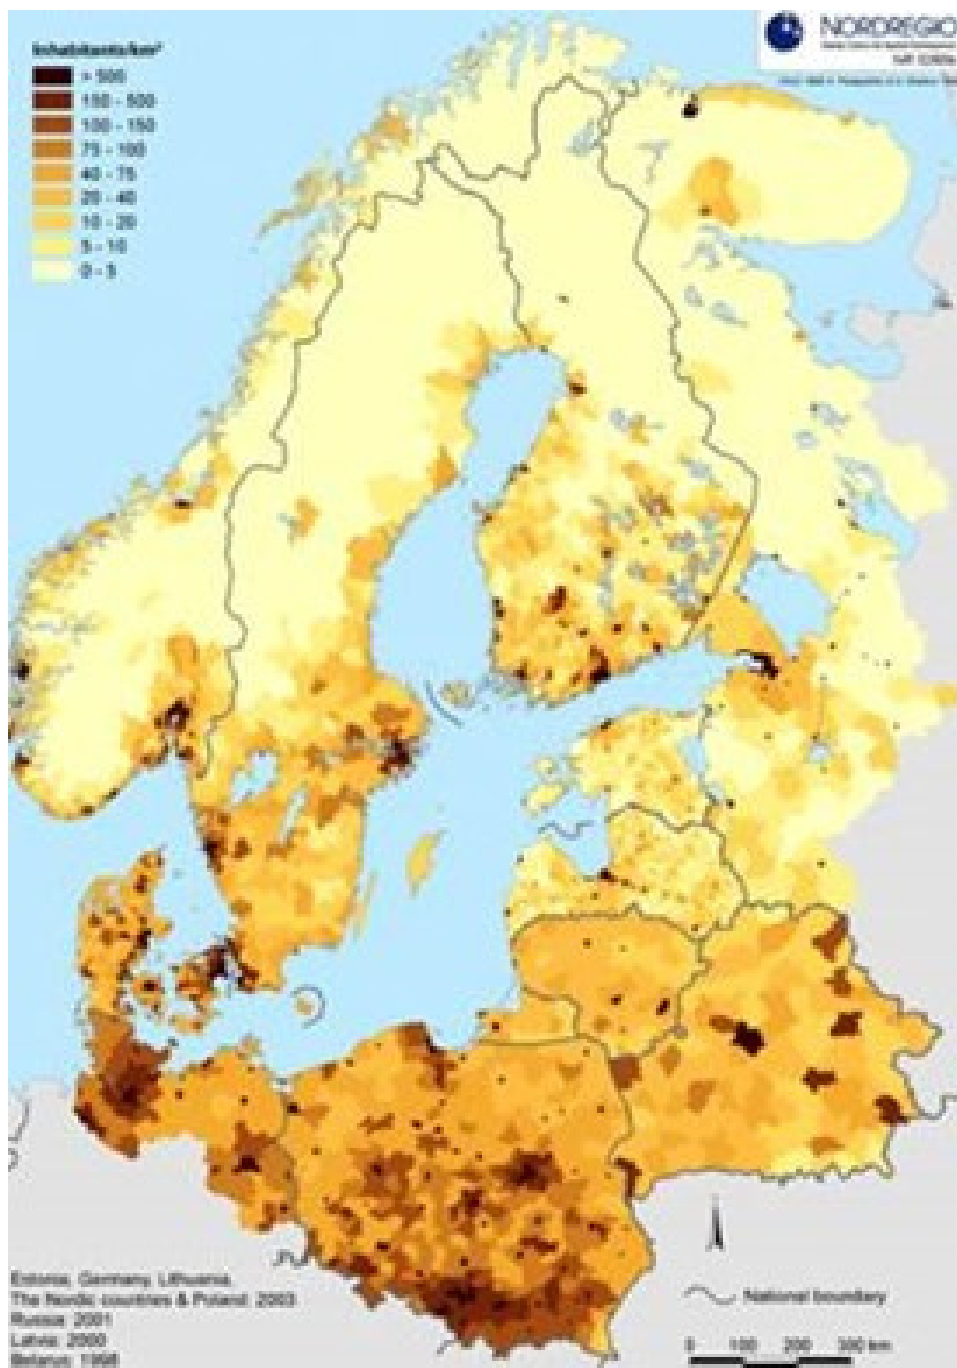 NORDREGIO
Inhabitants/km²
> 500
150 - 500
100 - 150
75 - 100
40 - 75
20 - 40
10 - 20
5 - 10
0 - 5
Estonia, Germany, Lithuania,
The Nordic countries & Poland: 2003
Russia: 2001
Latvia: 2000
Belarus: 1998
National boundary
0 100 200 300 km